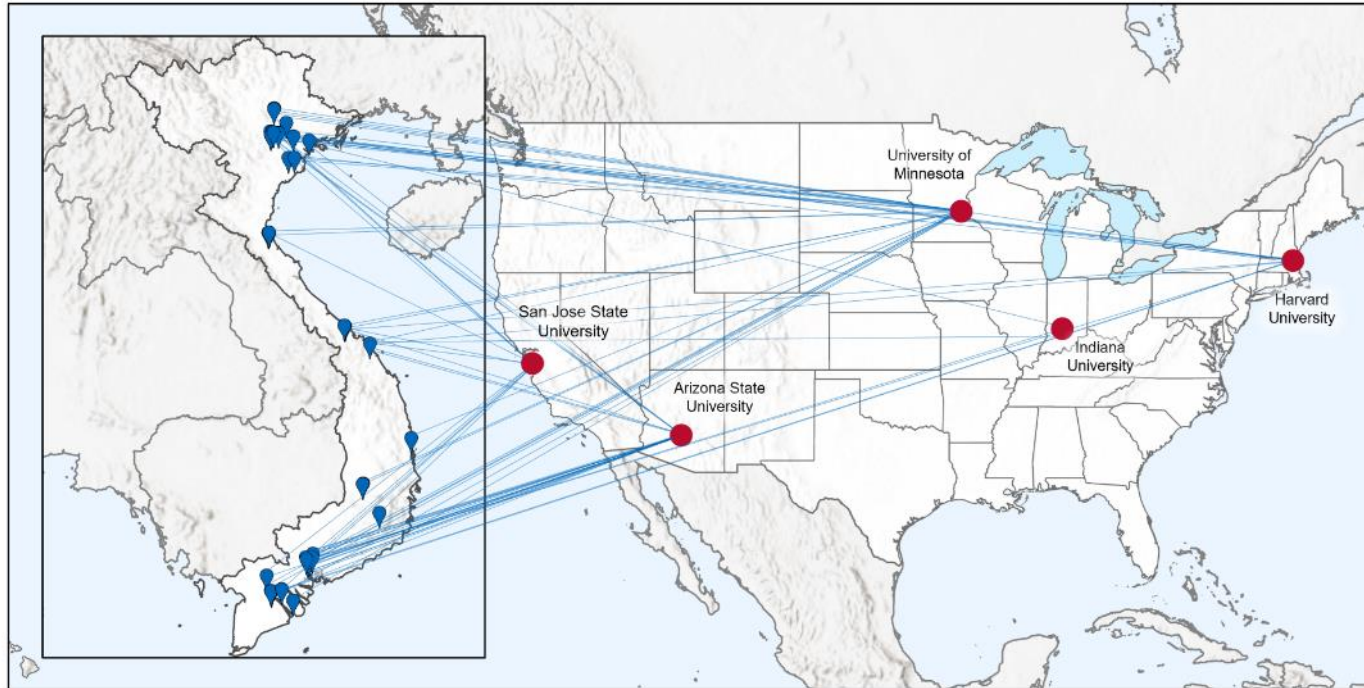 University of
Minnesota
San Jose State
University
Harvard
University
Indiana
University
Arizona State
University